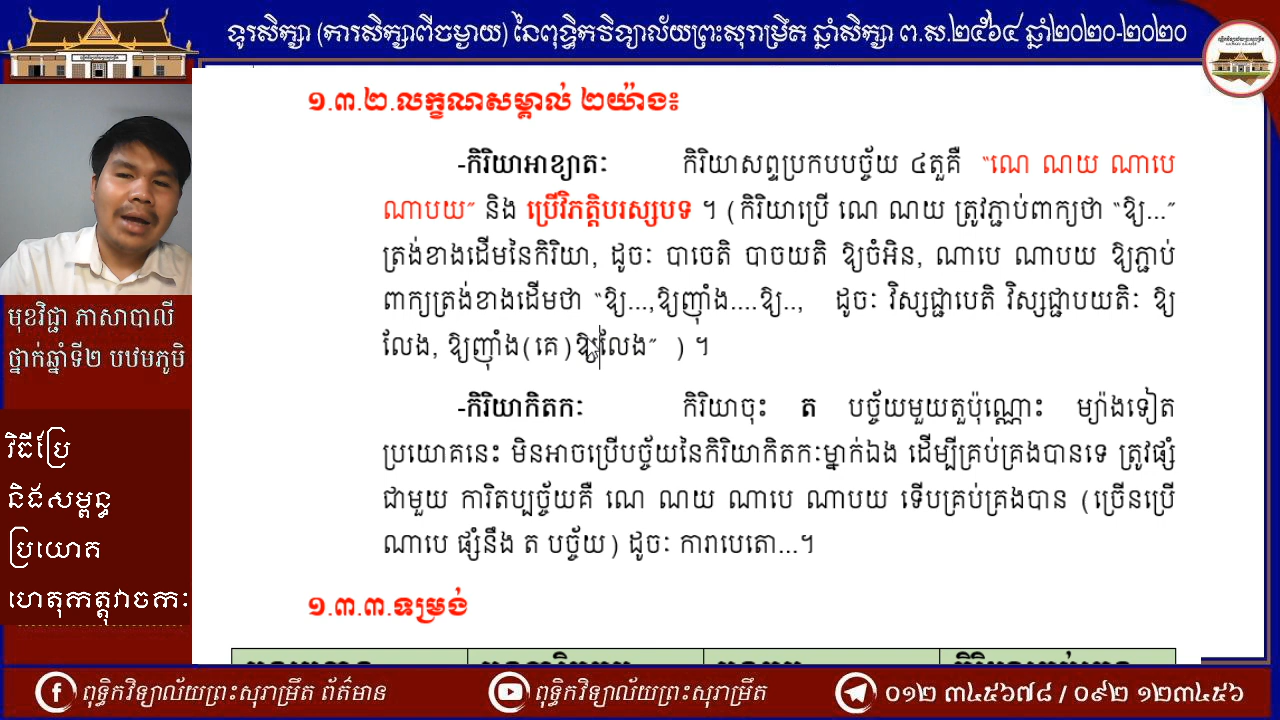 ទូរសិក្សា (ការសិក្សាពីចម្ងាយ) នៃពុទ្ធិកវិទ្យាល័យព្រះសុរាម្រឹត ឆ្នាំសិក្សា ព.ស.២៥៦៤ ឆ្នាំ២០២០-២០២០
១.៣.២.លក្ខណសម្គាល់ ២យ៉ាង៖
-កិរិយាអាខ្យាតៈ កិរិយាសព្ទប្រកបបច្ច័យ ៤តួគឺ “ណេ ណយ ណាបេ
ណាបយ” និង ប្រើវិភត្តិបរស្សបទ ។ (កិរិយាប្រើ ណេ ណយ ត្រូវភ្ជាប់ពាក្យថា “ឱ្យ...”
ត្រង់ខាងដើមនៃកិរិយា, ដូចៈ បាចេតិ បាចយតិ ឱ្យចំអិន, ណាបេ ណាបយ ឱ្យភ្ជាប់
ពាក្យត្រង់ខាងដើមថា “ឱ្យ...,ឱ្យញ៉ាំង....ឱ្យ.., ដូចៈ វិស្សជ្ជាបេតិ វិស្សជ្ជាបយតិៈ ឱ្យ
លែង, ឱ្យញ៉ាំង(គេ)ឱ្យលែង” ) ។
-កិរិយាកិតកៈ កិរិយាចុះ ត បច្ច័យមួយតួប៉ុណ្ណោះ ម្យ៉ាងទៀត
ប្រយោគនេះ មិនអាចប្រើបច្ច័យនៃកិរិយាកិតកៈម្នាក់ឯង ដើម្បីគ្រប់គ្រងបានទេ ត្រូវផ្សំ
ជាមួយ ការិតប្បច្ច័យគឺ ណេ ណយ ណាបេ ណាបយ ទើបគ្រប់គ្រងបាន (ច្រើនប្រើ
ណាបេ ផ្សំនឹង ត បច្ច័យ) ដូចៈ ការាបេតោ...។
១.៣.៣.ទម្រង់
មុខវិជ្ជា ភាសាបាលី
ថ្នាក់ឆ្នាំទី២ បឋមភូមិ
វិធីប្រែ
និងសម្ពន្ធ
ប្រយោគ
ហេតុកត្តុវាចកៈ
ពុទ្ធិកវិទ្យាល័យព្រះសុរាម្រឹត ព័ត៌មាន
ពុទ្ធិកវិទ្យាល័យព្រះសុរាម្រឹត
០១២ ៣៤៥៦៧៨ / ០៩២ ១២៣៤៥៦